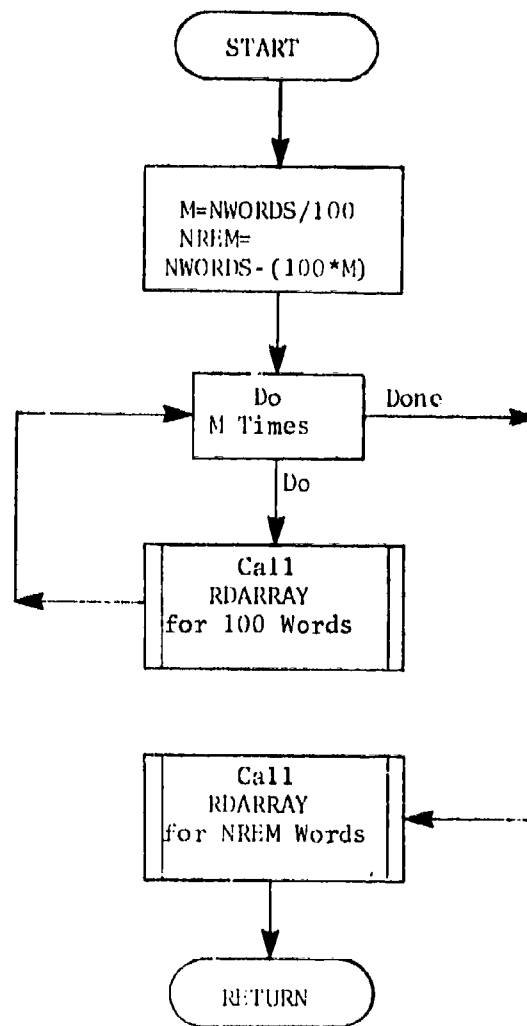 START
M=NWORDS/100
NREM=
NWORDS-(100*M)
Do
M Times
Done
Do
Call
RDARRAY
for 100 Words
Call
RDARRAY
for NREM Words
RETURN